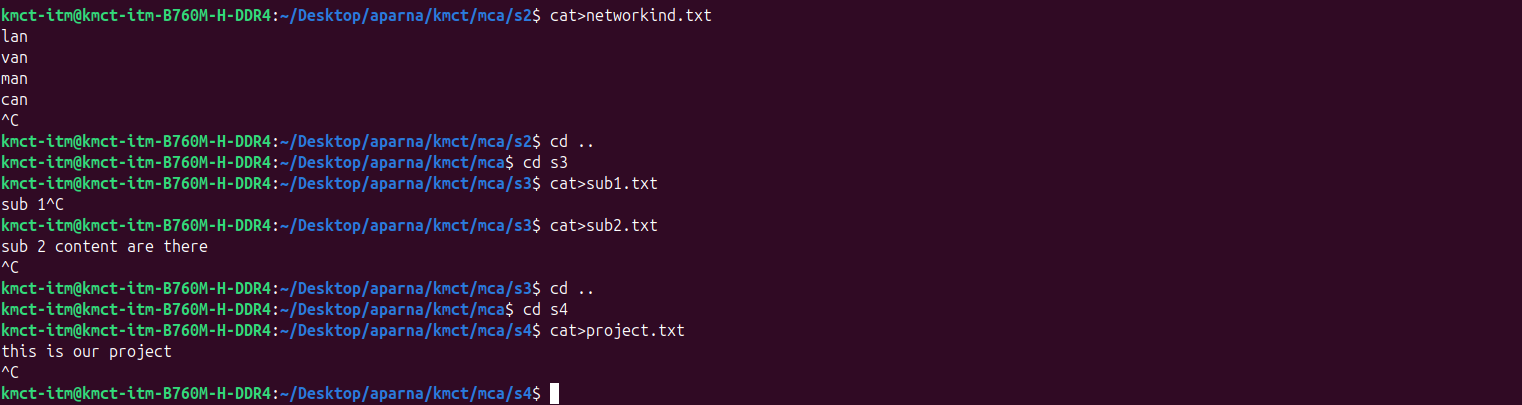 kmct-itm@kmct-itm-B760M-H-DDR4:~/Desktop/aparna/kmct/mca/s2$ cat>networkind.txt
lan
van
man
can
^C
kmct-itm@kmct-itm-B760M-H-DDR4:~/Desktop/aparna/kmct/mca/s2$ cd ..
kmct-itm@kmct-itm-B760M-H-DDR4:~/Desktop/aparna/kmct/mca$ cd s3
kmct-itm@kmct-itm-B760M-H-DDR4:~/Desktop/aparna/kmct/mca/s3$ cat>sub1.txt
sub 1^C
kmct-itm@kmct-itm-B760M-H-DDR4:~/Desktop/aparna/kmct/mca/s3$ cat>sub2.txt
sub 2 content are there
^C
kmct-itm@kmct-itm-B760M-H-DDR4:~/Desktop/aparna/kmct/mca/s3$ cd ..
kmct-itm@kmct-itm-B760M-H-DDR4:~/Desktop/aparna/kmct/mca$ cd s4
kmct-itm@kmct-itm-B760M-H-DDR4:~/Desktop/aparna/kmct/mca/s4$ cat>project.txt
this is our project
^C
kmct-itm@kmct-itm-B760M-H-DDR4:~/Desktop/aparna/kmct/mca/s4$